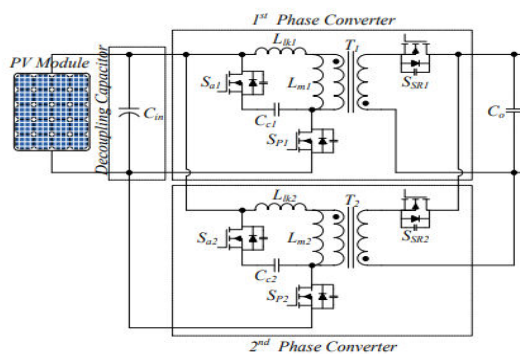 1st Phase Converter
PV Module
Decoupling Capacitor
Cin
Llk1
T1
Sa1
Lm1
Cc1
SP1
SSR1
Co
Llk2
T2
Sa2
Lm2
Cc2
SP2
SSR2
2nd Phase Converter